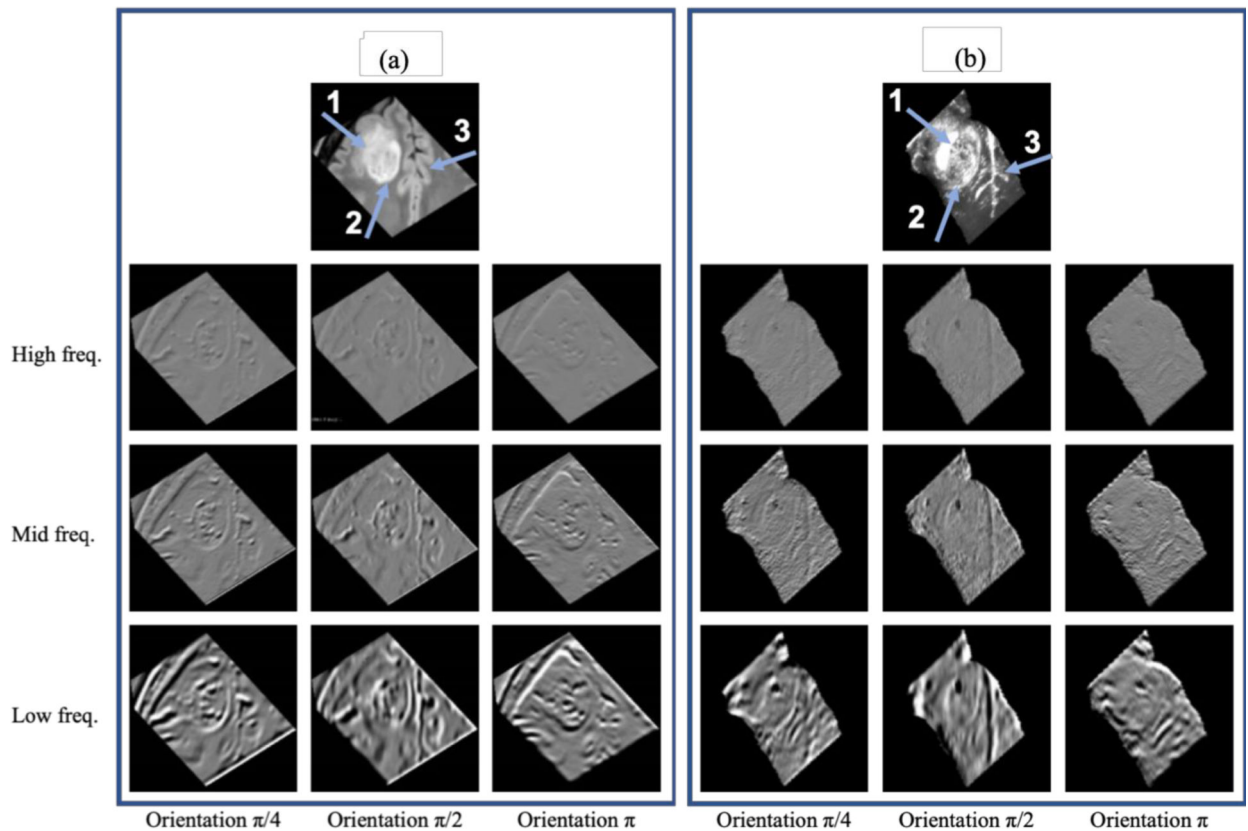 (a)
(b)
1
3
2
1
3
2
High freq.
Mid freq.
Low freq.
Orientation π/4
Orientation π/2
Orientation π
Orientation π/4
Orientation π/2
Orientation π